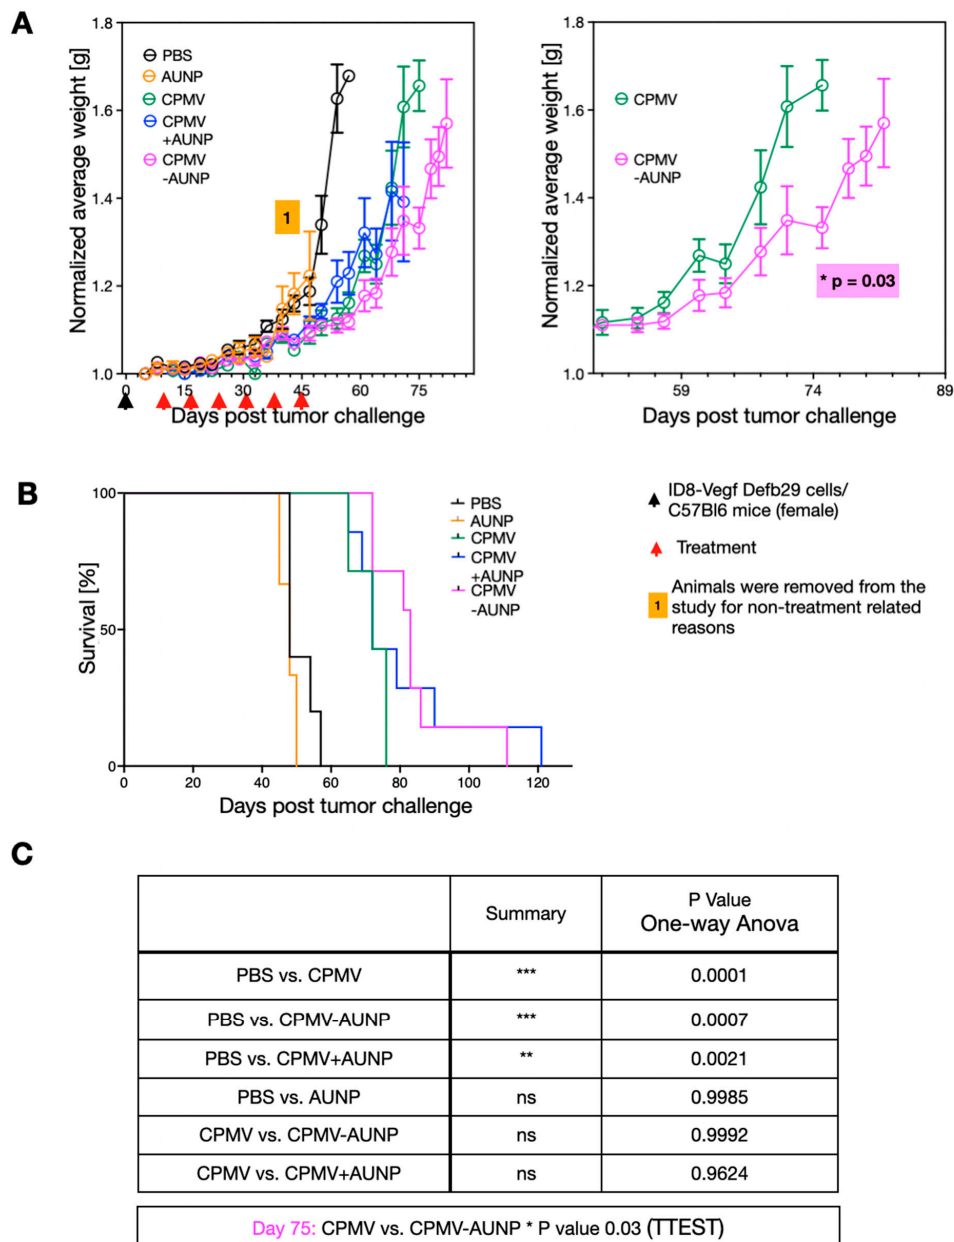 A
Normalized average weight [g]
1.8
1.6
1.4
1.2
1.0
PBS
AUNP
CPMV
CPMV
+AUNP
CPMV
-AUNP
1
0
15
30
45
60
75
Days post tumor challenge
Normalized average weight [g]
1.8
1.6
1.4
1.2
1.0
CPMV
CPMV
-AUNP
* p = 0.03
59
74
89
Days post tumor challenge
B
Survival [%]
100
50
0
PBS
AUNP
CPMV
CPMV
+AUNP
CPMV
-AUNP
0
20
40
60
80
100
120
Days post tumor challenge
ID8-Vegf Defb29 cells/
C57Bl6 mice (female)
Treatment
1
Animals were removed from the
study for non-treatment related
reasons
C
Summary
P Value
One-way Anova
PBS vs. CPMV *** 0.0001
PBS vs. CPMV-AUNP *** 0.0007
PBS vs. CPMV+AUNP ** 0.0021
PBS vs. AUNP ns 0.9985
CPMV vs. CPMV-AUNP ns 0.9992
CPMV vs. CPMV+AUNP ns 0.9624
Day 75: CPMV vs. CPMV-AUNP * P value 0.03 (TTEST)